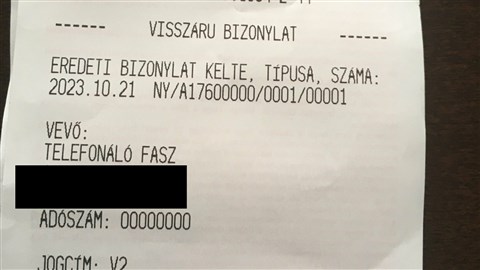 ------ VISSZÁRU BIZONYLAT ------
EREDETI BIZONYLAT KELTE, TÍPUSA, SZÁMA:
2023.10.21 NY/A17600000/0001/00001
VEVŐ:
TELEFONÁLÓ FASZ
ADÓSZÁM: 00000000
JOGCÍM: V2